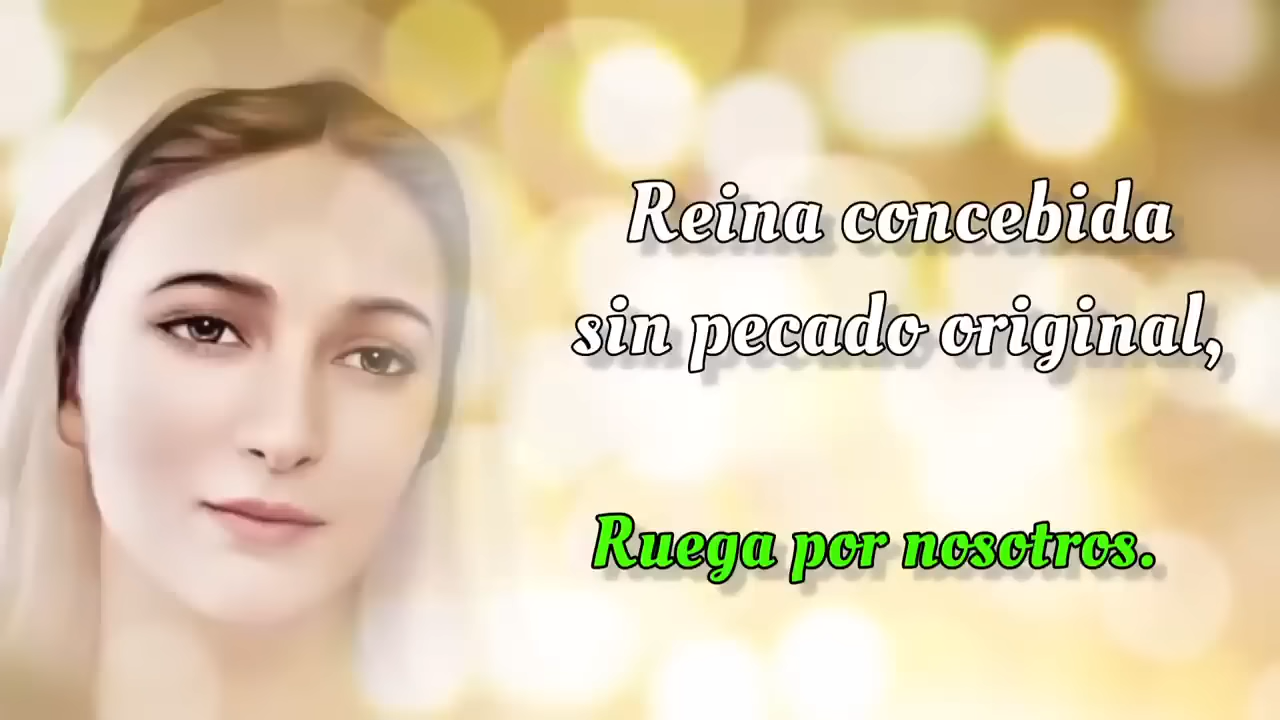 Reina concebida
sin pecado original,
Ruega por nosotros.